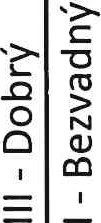 III - Dobrý
I - Bezvadný